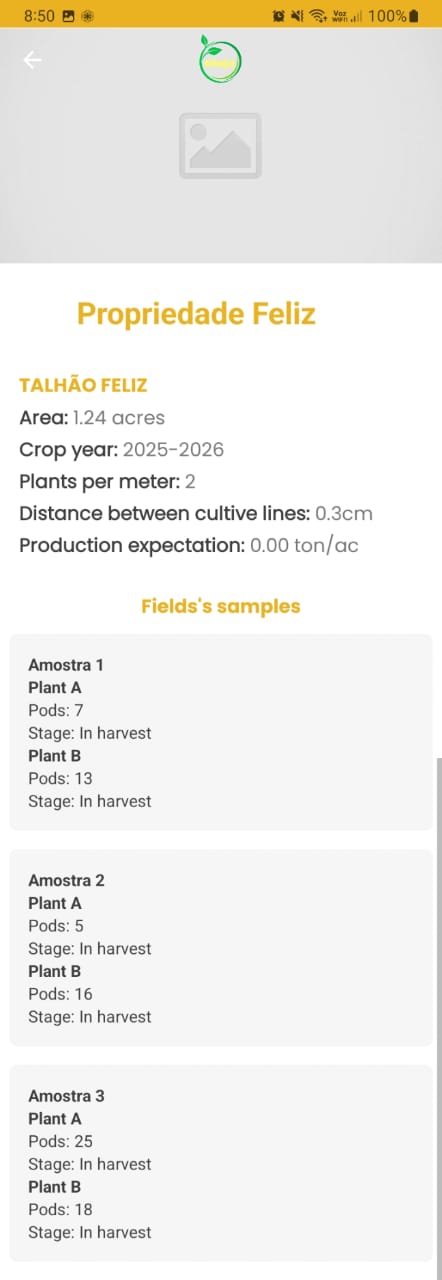 8:50
Voz
WiFi
100%
Propriedade Feliz
TALHÃO FELIZ
Area: 1.24 acres
Crop year: 2025-2026
Plants per meter: 2
Distance between cultive lines: 0.3cm
Production expectation: 0.00 ton/ac
Fields's samples
Amostra 1
Plant A
Pods: 7
Stage: In harvest
Plant B
Pods: 13
Stage: In harvest
Amostra 2
Plant A
Pods: 5
Stage: In harvest
Plant B
Pods: 16
Stage: In harvest
Amostra 3
Plant A
Pods: 25
Stage: In harvest
Plant B
Pods: 18
Stage: In harvest